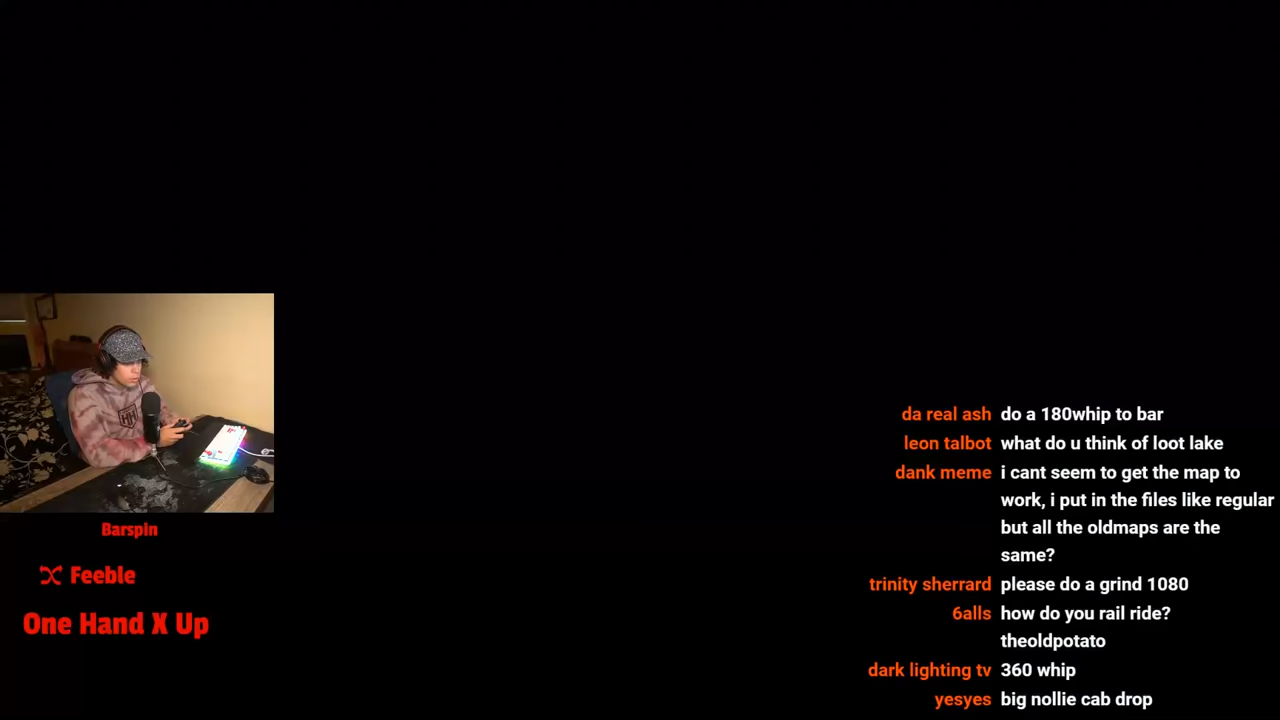 da real ash do a 180whip to bar
leon talbot what do u think of loot lake
dank meme i cant seem to get the map to
work, i put in the files like regular
but all the oldmaps are the
same?
trinity sherrard please do a grind 1080
6alls how do you rail ride?
theoldpotato
dark lighting tv 360 whip
yesyes big nollie cab drop
Barspin
Feeble
One Hand X Up